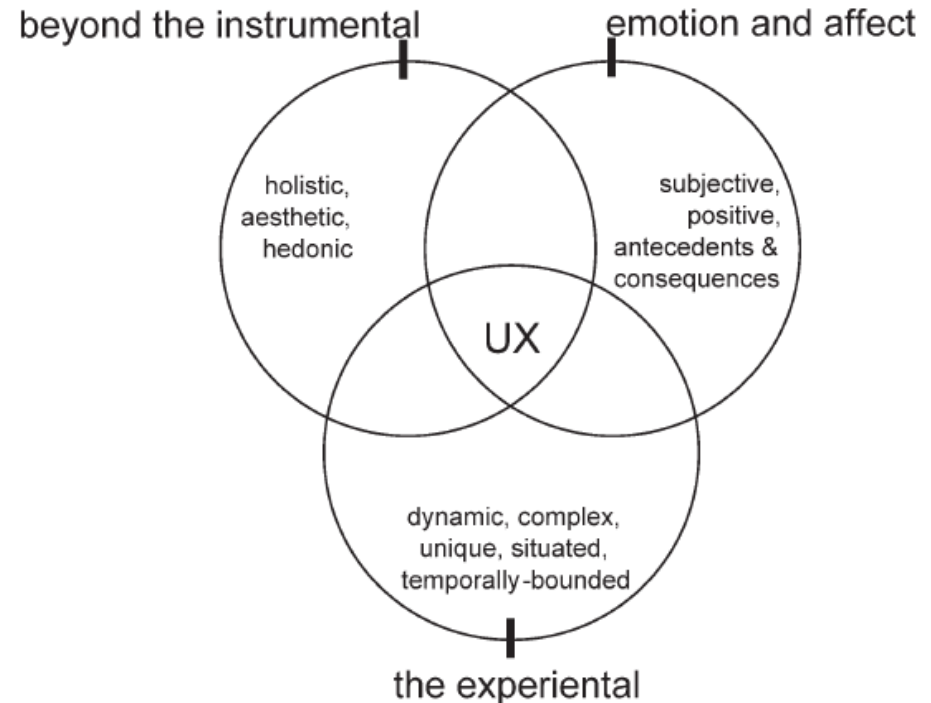 beyond the instrumental
emotion and affect
holistic,
aesthetic,
hedonic
subjective,
positive,
antecedents &
consequences
UX
dynamic, complex,
unique, situated,
temporally-bounded
the experiental